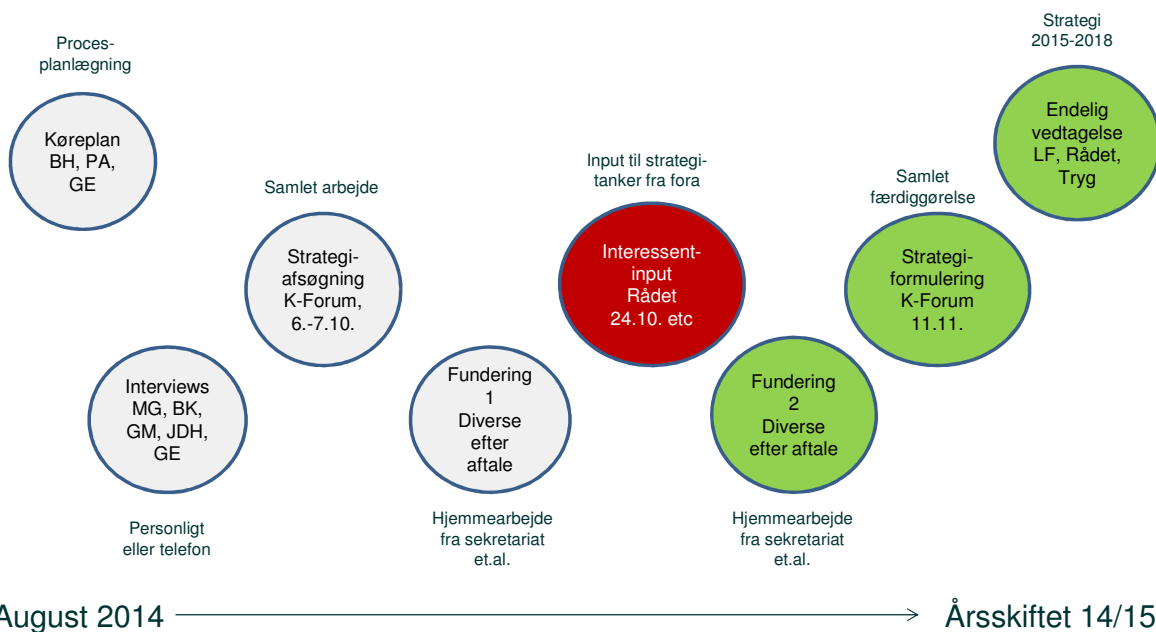 Proces-
planlægning
Køreplan
BH, PA,
GE
Interviews
MG, BK,
GM, JDH,
GE
Personligt
eller telefon
Samlet arbejde
Strategi-
afsøgning
K-Forum,
6.-7.10.
Fundering
1
Diverse
efter
aftale
Hjemmearbejde
fra sekretariat
et.al.
Input til strategi-
tanker fra fora
Interessent-
input
Rådet
24.10. etc
Fundering
2
Diverse
efter aftale
Hjemmearbejde
fra sekretariat
et.al.
Samlet
færdiggørelse
Strategi-
formulering
K-Forum
11.11.
Strategi
2015-2018
Endelig
vedtagelse
LF, Rådet,
Tryg
August 2014
Årsskiftet 14/15